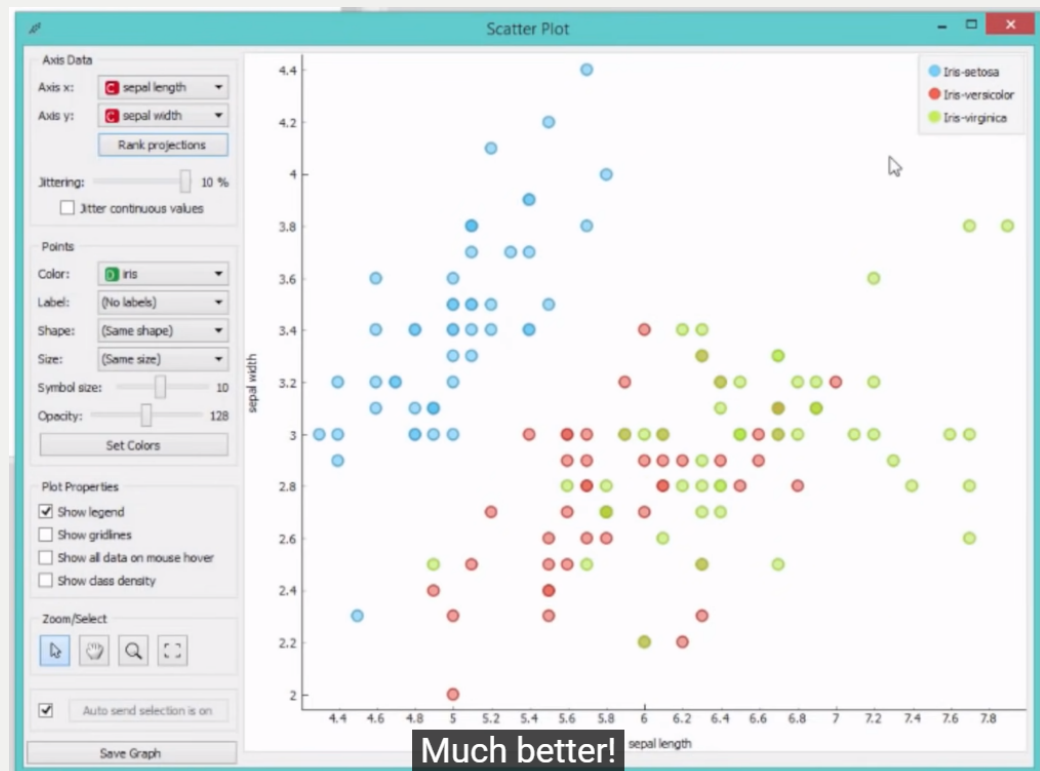 Scatter Plot
Axis Data
Axis x: C sepal length
Axis y: C sepal width
Rank projections
Jittering: 10 %
Jitter continuous values
Points
Color: D iris
Label: (No labels)
Shape: (Same shape)
Size: (Same size)
Symbol size: 10
Opacity: 128
Set Colors
Plot Properties
Show legend
Show gridlines
Show all data on mouse hover
Show class density
Zoom/Select
Auto send selection is on
Save Graph
4.4
4.2
4
3.8
3.6
3.4
3.2
3
2.8
2.6
2.4
2.2
2
sepal width
Iris-setosa
Iris-versicolor
Iris-virginica
4.4 4.6 4.8 5 5.2 5.4 5.6 5.8 6 6.2 6.4 6.6 6.8 7 7.2 7.4 7.6 7.8
sepal length
Much better!